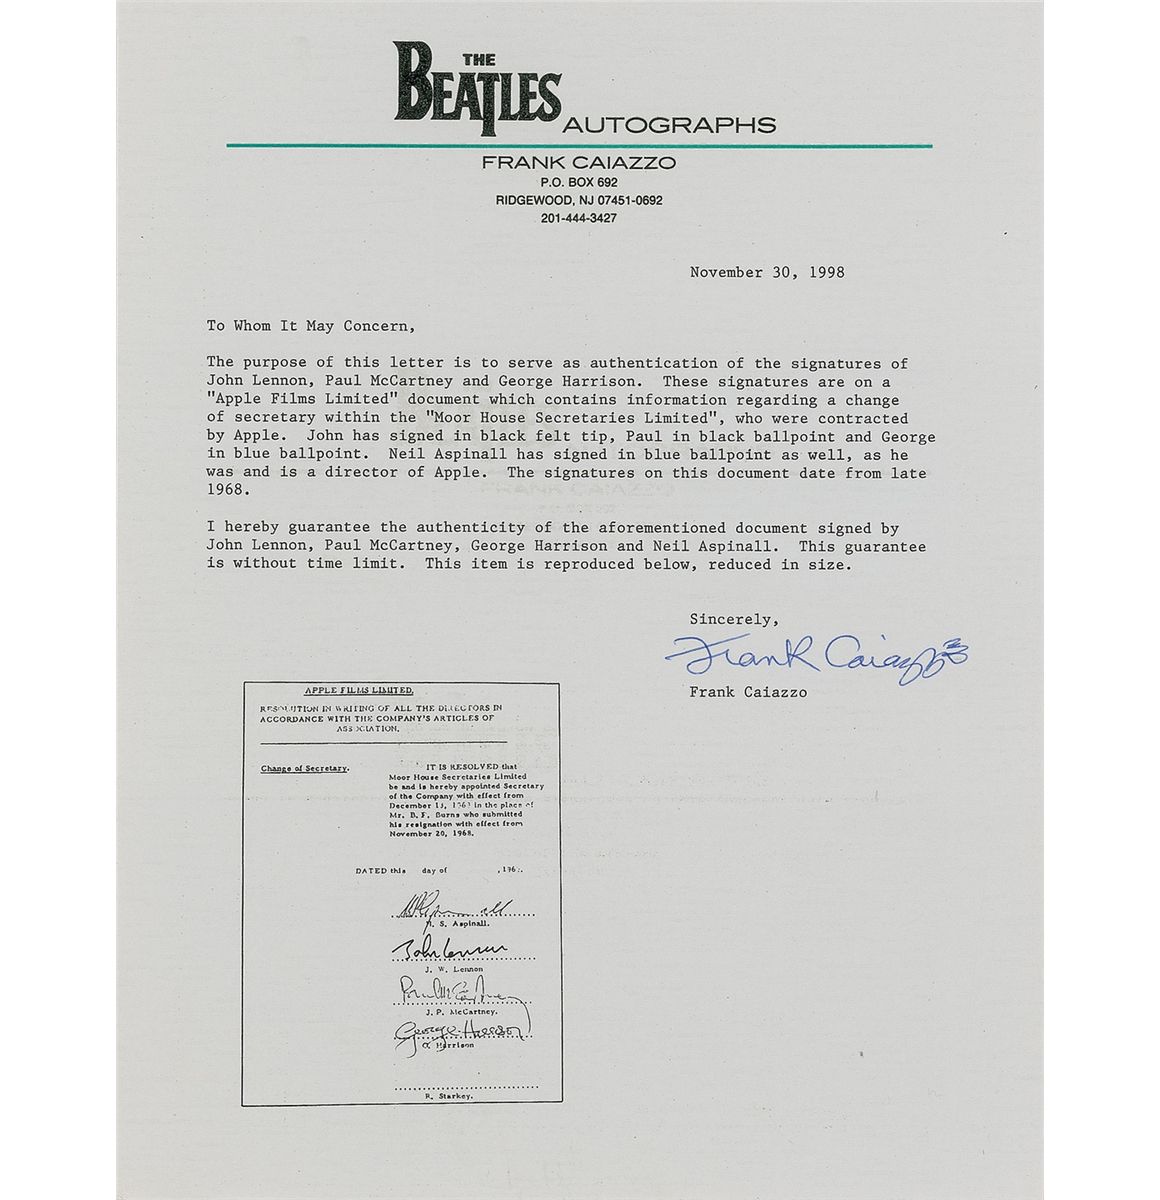 THE
BEATLES
AUTOGRAPHS
FRANK CAIAZZO
P.O. BOX 692
RIDGEWOOD, NJ 07451-0692
201-444-3427
November 30, 1998
To Whom It May Concern,
The purpose of this letter is to serve as authentication of the signatures of
John Lennon, Paul McCartney and George Harrison. These signatures are on a
"Apple Films Limited" document which contains information regarding a change
of secretary within the "Moor House Secretaries Limited", who were contracted
by Apple. John has signed in black felt tip, Paul in black ballpoint and George
in blue ballpoint. Neil Aspinall has signed in blue ballpoint as well, as he
was and is a director of Apple. The signatures on this document date from late
1968.
I hereby guarantee the authenticity of the aforementioned document signed by
John Lennon, Paul McCartney, George Harrison and Neil Aspinall. This guarantee
is without time limit. This item is reproduced below, reduced in size.
Sincerely,
Frank Caiazzo
Frank Caiazzo
APPLE FILMS LIMITED.
RESOLUTION IN WRITING OF ALL THE DIRECTORS IN
ACCORDANCE WITH THE COMPANY'S ARTICLES OF
ASSOCIATION.
Change of Secretary.
IT IS RESOLVED that
Moor House Secretaries Limited
be and is hereby appointed Secretary
of the Company with effect from
December 13, in the place of
Mr. B. F. Burns who submitted
his resignation with effect from
November 20, 1968.
DATED this day of
N. S. Aspinall.
John Lennon
J. W. Lennon
Paul McCartney
J. P. McCartney.
George Harrison
G. Harrison
R. Starkey.